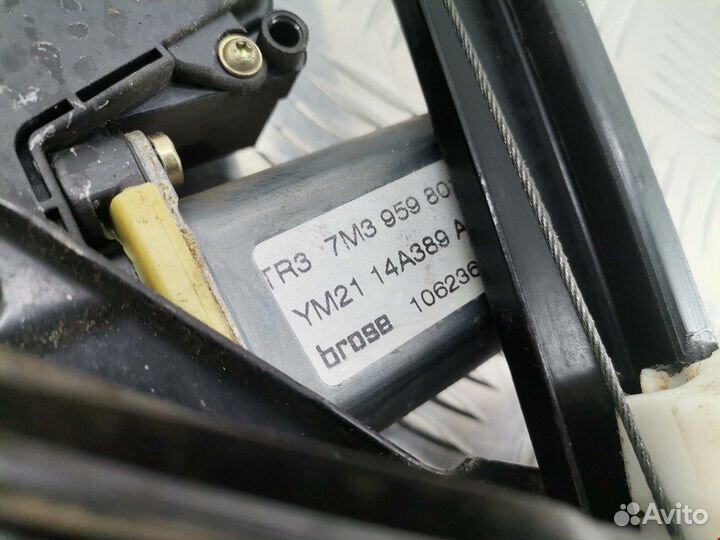 TR3 7M3 959 80
YM21 14A389 A
brose 106236
Avito